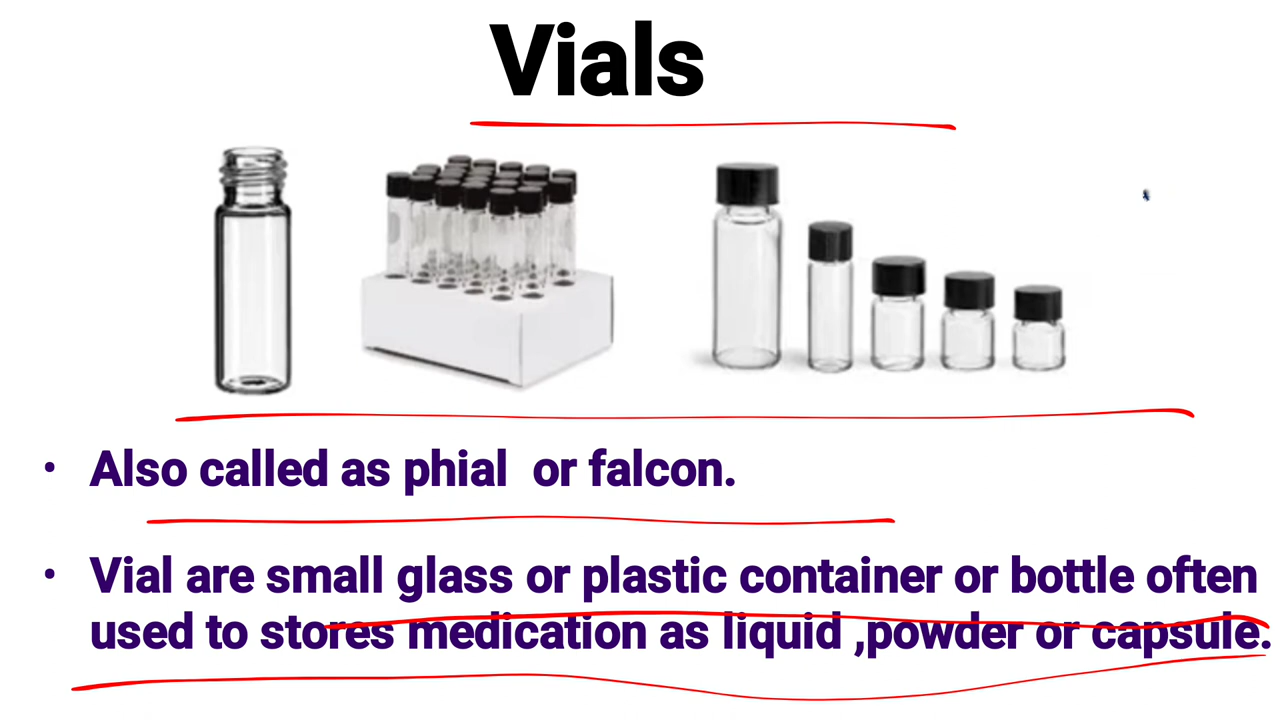 Vials
• Also called as phial or falcon.
• Vial are small glass or plastic container or bottle often
used to stores medication as liquid ,powder or capsule.